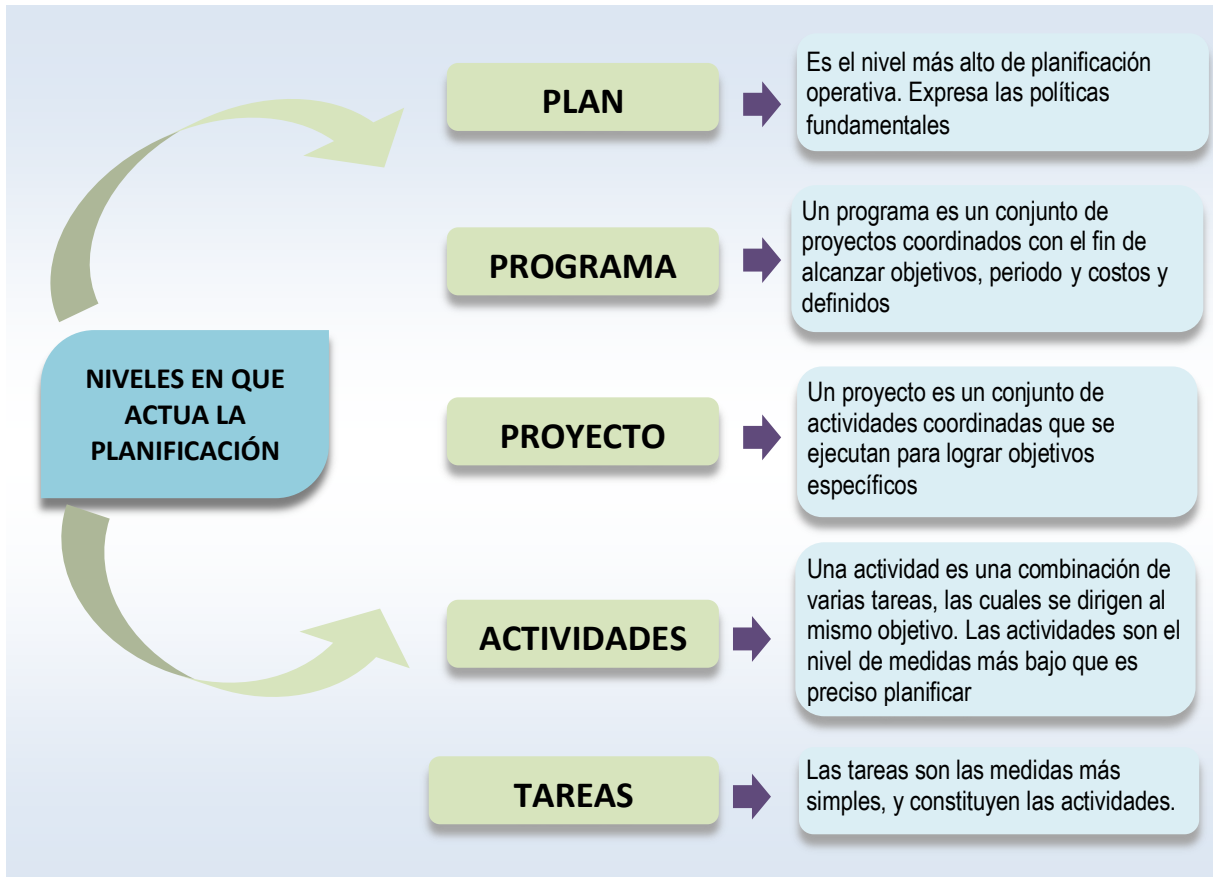 NIVELES EN QUE
ACTUA LA
PLANIFICACIÓN
PLAN
Es el nivel más alto de planificación
operativa. Expresa las políticas
fundamentales
PROGRAMA
Un programa es un conjunto de
proyectos coordinados con el fin de
alcanzar objetivos, periodo y costos y
definidos
PROYECTO
Un proyecto es un conjunto de
actividades coordinadas que se
ejecutan para lograr objetivos
específicos
ACTIVIDADES
Una actividad es una combinación de
varias tareas, las cuales se dirigen al
mismo objetivo. Las actividades son el
nivel de medidas más bajo que es
preciso planificar
TAREAS
Las tareas son las medidas más
simples, y constituyen las actividades.